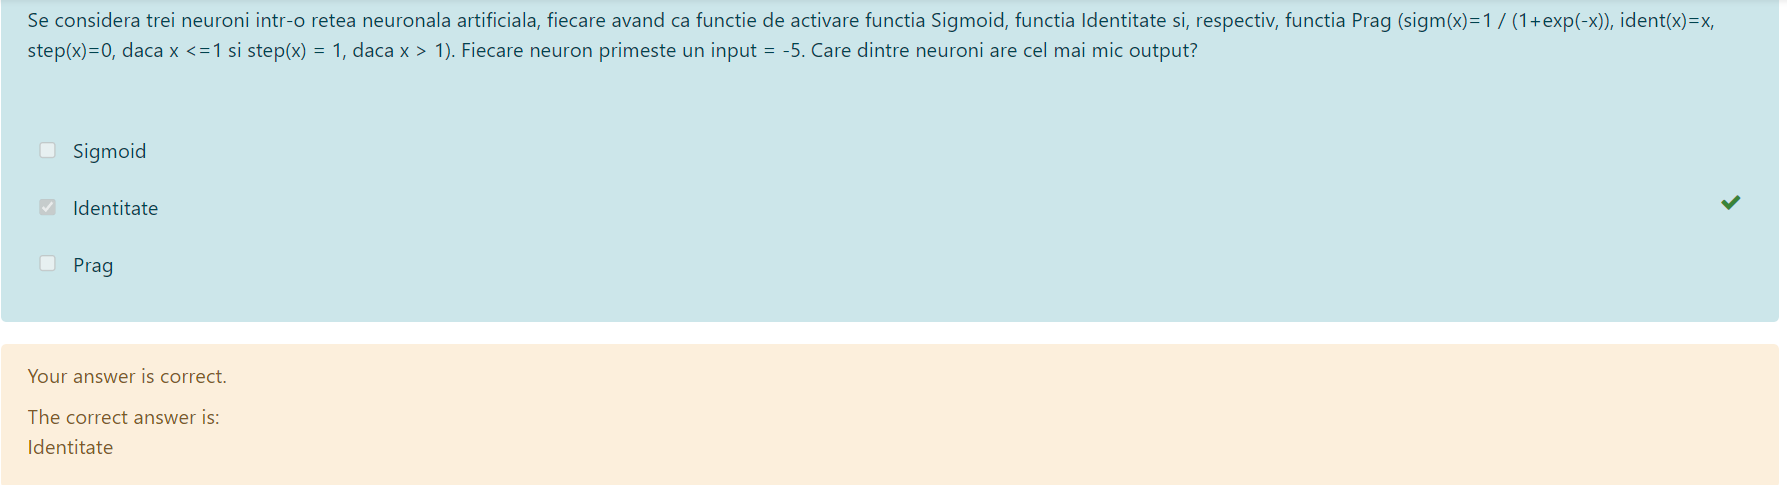 Se considera trei neuroni intr-o retea neuronala artificiala, fiecare avand ca functie de activare functia Sigmoid, functia Identitate si, respectiv, functia Prag (sigm(x)=1 / (1+exp(-x)), ident(x)=x,
step(x)=0, daca x <=1 si step(x) = 1, daca x > 1). Fiecare neuron primeste un input = -5. Care dintre neuroni are cel mai mic output?
Sigmoid
Identitate
Prag
Your answer is correct.
The correct answer is:
Identitate